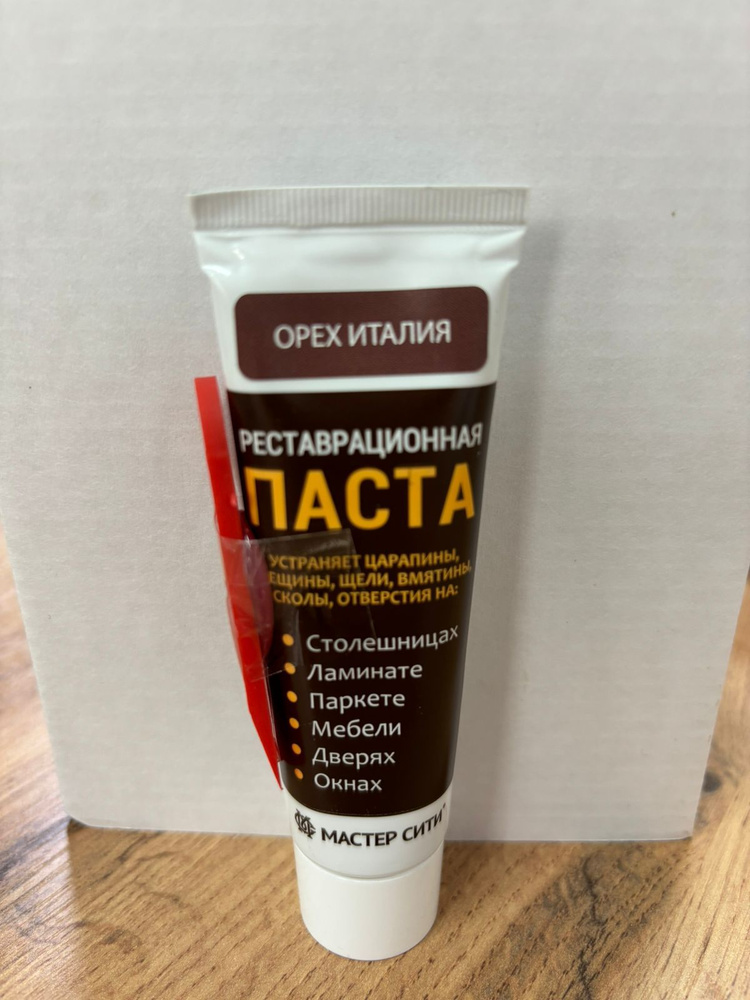 ОРЕХ ИТАЛИЯ
РЕСТАВРАЦИОННАЯ
ПАСТА
УСТРАНЯЕТ ЦАРАПИНЫ,
ЕЩИНЫ, ЩЕЛИ, ВМЯТИНЫ,
СКОЛЫ, ОТВЕРСТИЯ НА:
• Столешницах
• Ламинате
• Паркете
• Мебели
• Дверях
• Окнах
МАСТЕР СИТИ